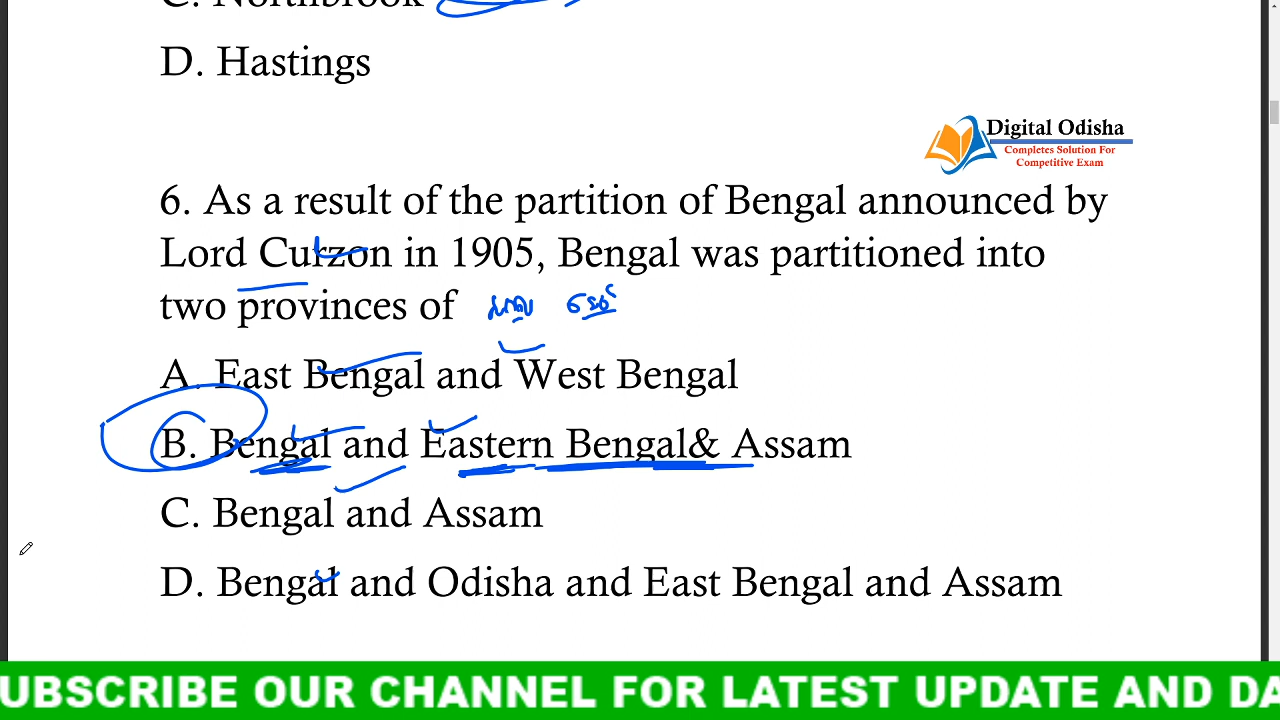 C. Northbrook
D. Hastings
Digital Odisha
Completes Solution For
Competitive Exam
6. As a result of the partition of Bengal announced by
Lord Curzon in 1905, Bengal was partitioned into
two provinces of
A. East Bengal and West Bengal
B. Bengal and Eastern Bengal& Assam
C. Bengal and Assam
D. Bengal and Odisha and East Bengal and Assam
UBSCRIBE OUR CHANNEL FOR LATEST UPDATE AND DA